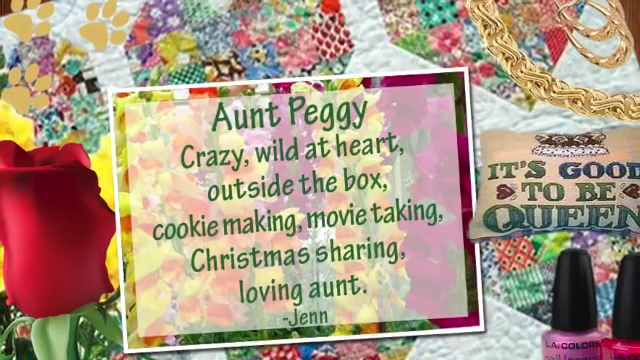 Aunt Peggy
Crazy, wild at heart,
outside the box,
cookie making, movie taking,
Christmas sharing,
loving aunt.
-Jenn
IT'S GOOD
TO BE
QUEEN
L.A. COLORS